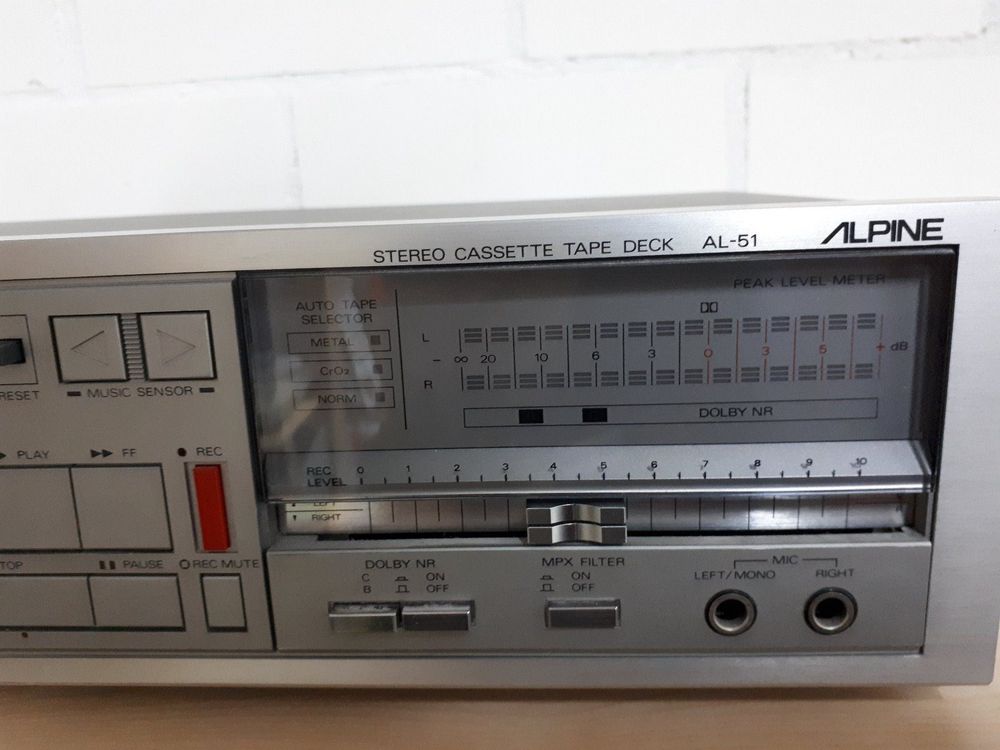 STEREO CASSETTE TAPE DECK AL-51 ALPINE
PEAK LEVEL METER
AUTO TAPE
SELECTOR
METAL
CrO₂
NORM
L
− ∞ 20 10 6 3 0 3 5 + dB
R
DOLBY NR
RESET
MUSIC SENSOR
PLAY FF REC
REC
LEVEL
0 1 2 3 4 5 6 7 8 9 10
LEFT
RIGHT
TOP PAUSE REC MUTE
DOLBY NR
C ON
B OFF
MPX FILTER
ON
OFF
MIC
LEFT/MONO RIGHT